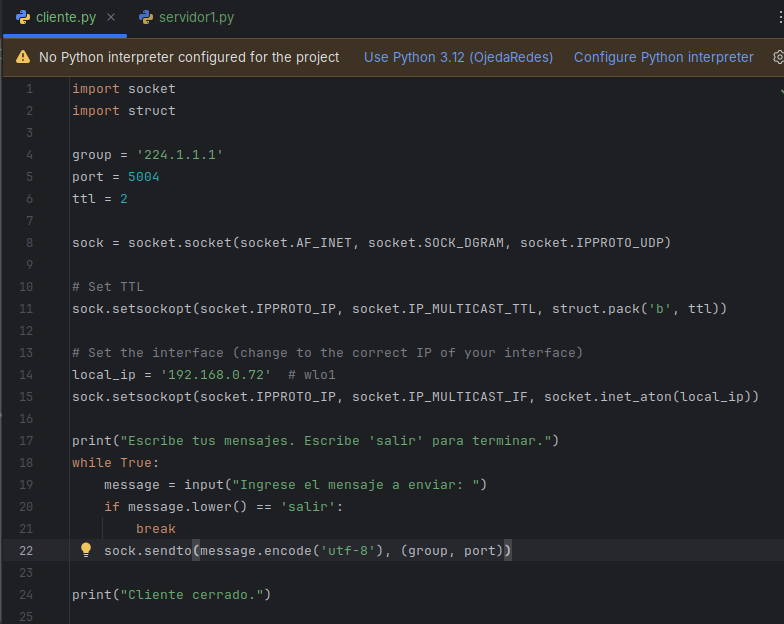 cliente.py × servidor1.py
No Python interpreter configured for the project Use Python 3.12 (OjedaRedes) Configure Python interpreter
1 import socket
2 import struct
3
4 group = '224.1.1.1'
5 port = 5004
6 ttl = 2
7
8 sock = socket.socket(socket.AF_INET, socket.SOCK_DGRAM, socket.IPPROTO_UDP)
9
10 # Set TTL
11 sock.setsockopt(socket.IPPROTO_IP, socket.IP_MULTICAST_TTL, struct.pack('b', ttl))
12
13 # Set the interface (change to the correct IP of your interface)
14 local_ip = '192.168.0.72'  # wlo1
15 sock.setsockopt(socket.IPPROTO_IP, socket.IP_MULTICAST_IF, socket.inet_aton(local_ip))
16
17 print("Escribe tus mensajes. Escribe 'salir' para terminar.")
18 while True:
19     message = input("Ingrese el mensaje a enviar: ")
20     if message.lower() == 'salir':
21         break
22     sock.sendto(message.encode('utf-8'), (group, port))
23
24 print("Cliente cerrado.")
25